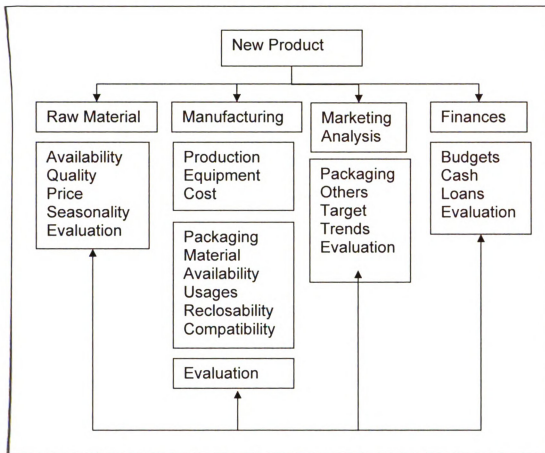 New Product
Raw Material
Availability
Quality
Price
Seasonality
Evaluation
Manufacturing
Production
Equipment
Cost
Packaging
Material
Availability
Usages
Reclosability
Compatibility
Evaluation
Marketing
Analysis
Packaging
Others
Target
Trends
Evaluation
Finances
Budgets
Cash
Loans
Evaluation